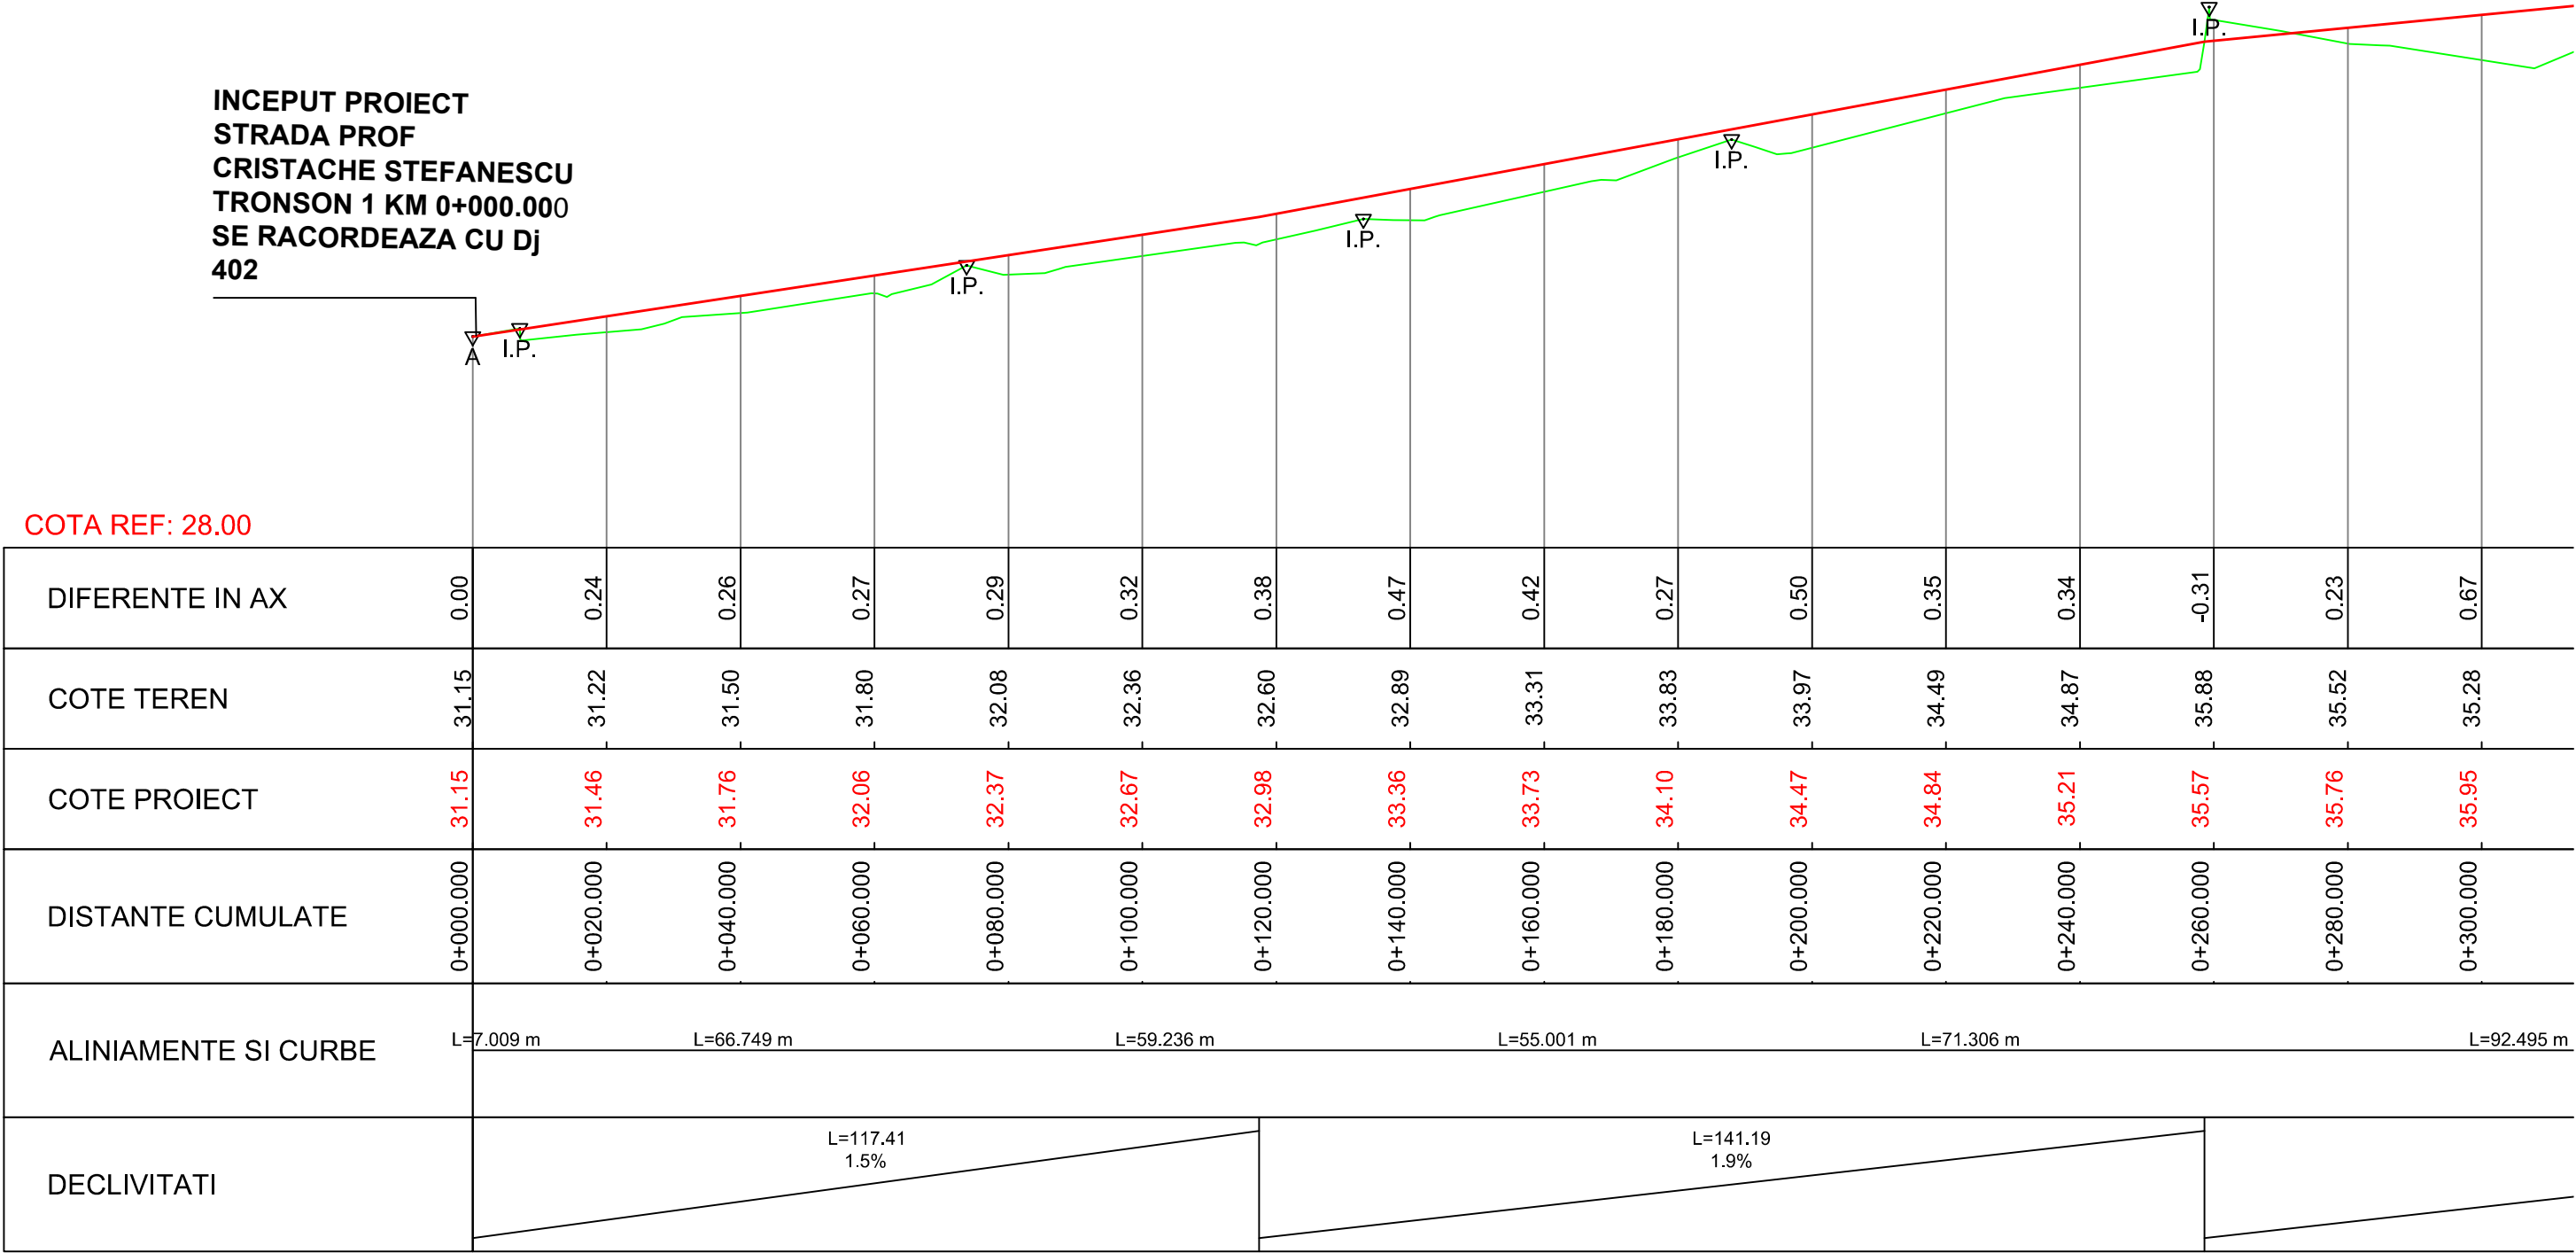 INCEPUT PROIECT
STRADA PROF
CRISTACHE STEFANESCU
TRONSON 1 KM 0+000.000
SE RACORDEAZA CU Dj
402
A
I.P.
I.P.
I.P.
I.P.
I.P.
COTA REF: 28.00
DIFERENTE IN AX 0.00 0.24 0.26 0.27 0.29 0.32 0.38 0.47 0.42 0.27 0.50 0.35 0.34 -0.31 0.23 0.67
COTE TEREN 31.15 31.22 31.50 31.80 32.08 32.36 32.60 32.89 33.31 33.83 33.97 34.49 34.87 35.88 35.52 35.28
COTE PROIECT 31.15 31.46 31.76 32.06 32.37 32.67 32.98 33.36 33.73 34.10 34.47 34.84 35.21 35.57 35.76 35.95
DISTANTE CUMULATE 0+000.000 0+020.000 0+040.000 0+060.000 0+080.000 0+100.000 0+120.000 0+140.000 0+160.000 0+180.000 0+200.000 0+220.000 0+240.000 0+260.000 0+280.000 0+300.000
ALINIAMENTE SI CURBE L=7.009 m L=66.749 m L=59.236 m L=55.001 m L=71.306 m L=92.495 m
DECLIVITATI
L=117.41
1.5%
L=141.19
1.9%